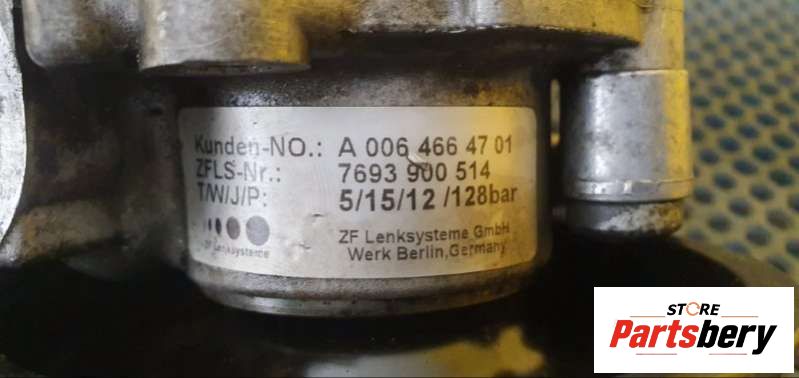 Kunden-NO.: A 006 466 47 01
ZFLS-Nr.: 7693 900 514
T/W/J/P: 5/15/12 /128bar
ZF Lenksysteme GmbH
Werk Berlin,Germany
ZF Lenksysteme
STORE
Partsbery